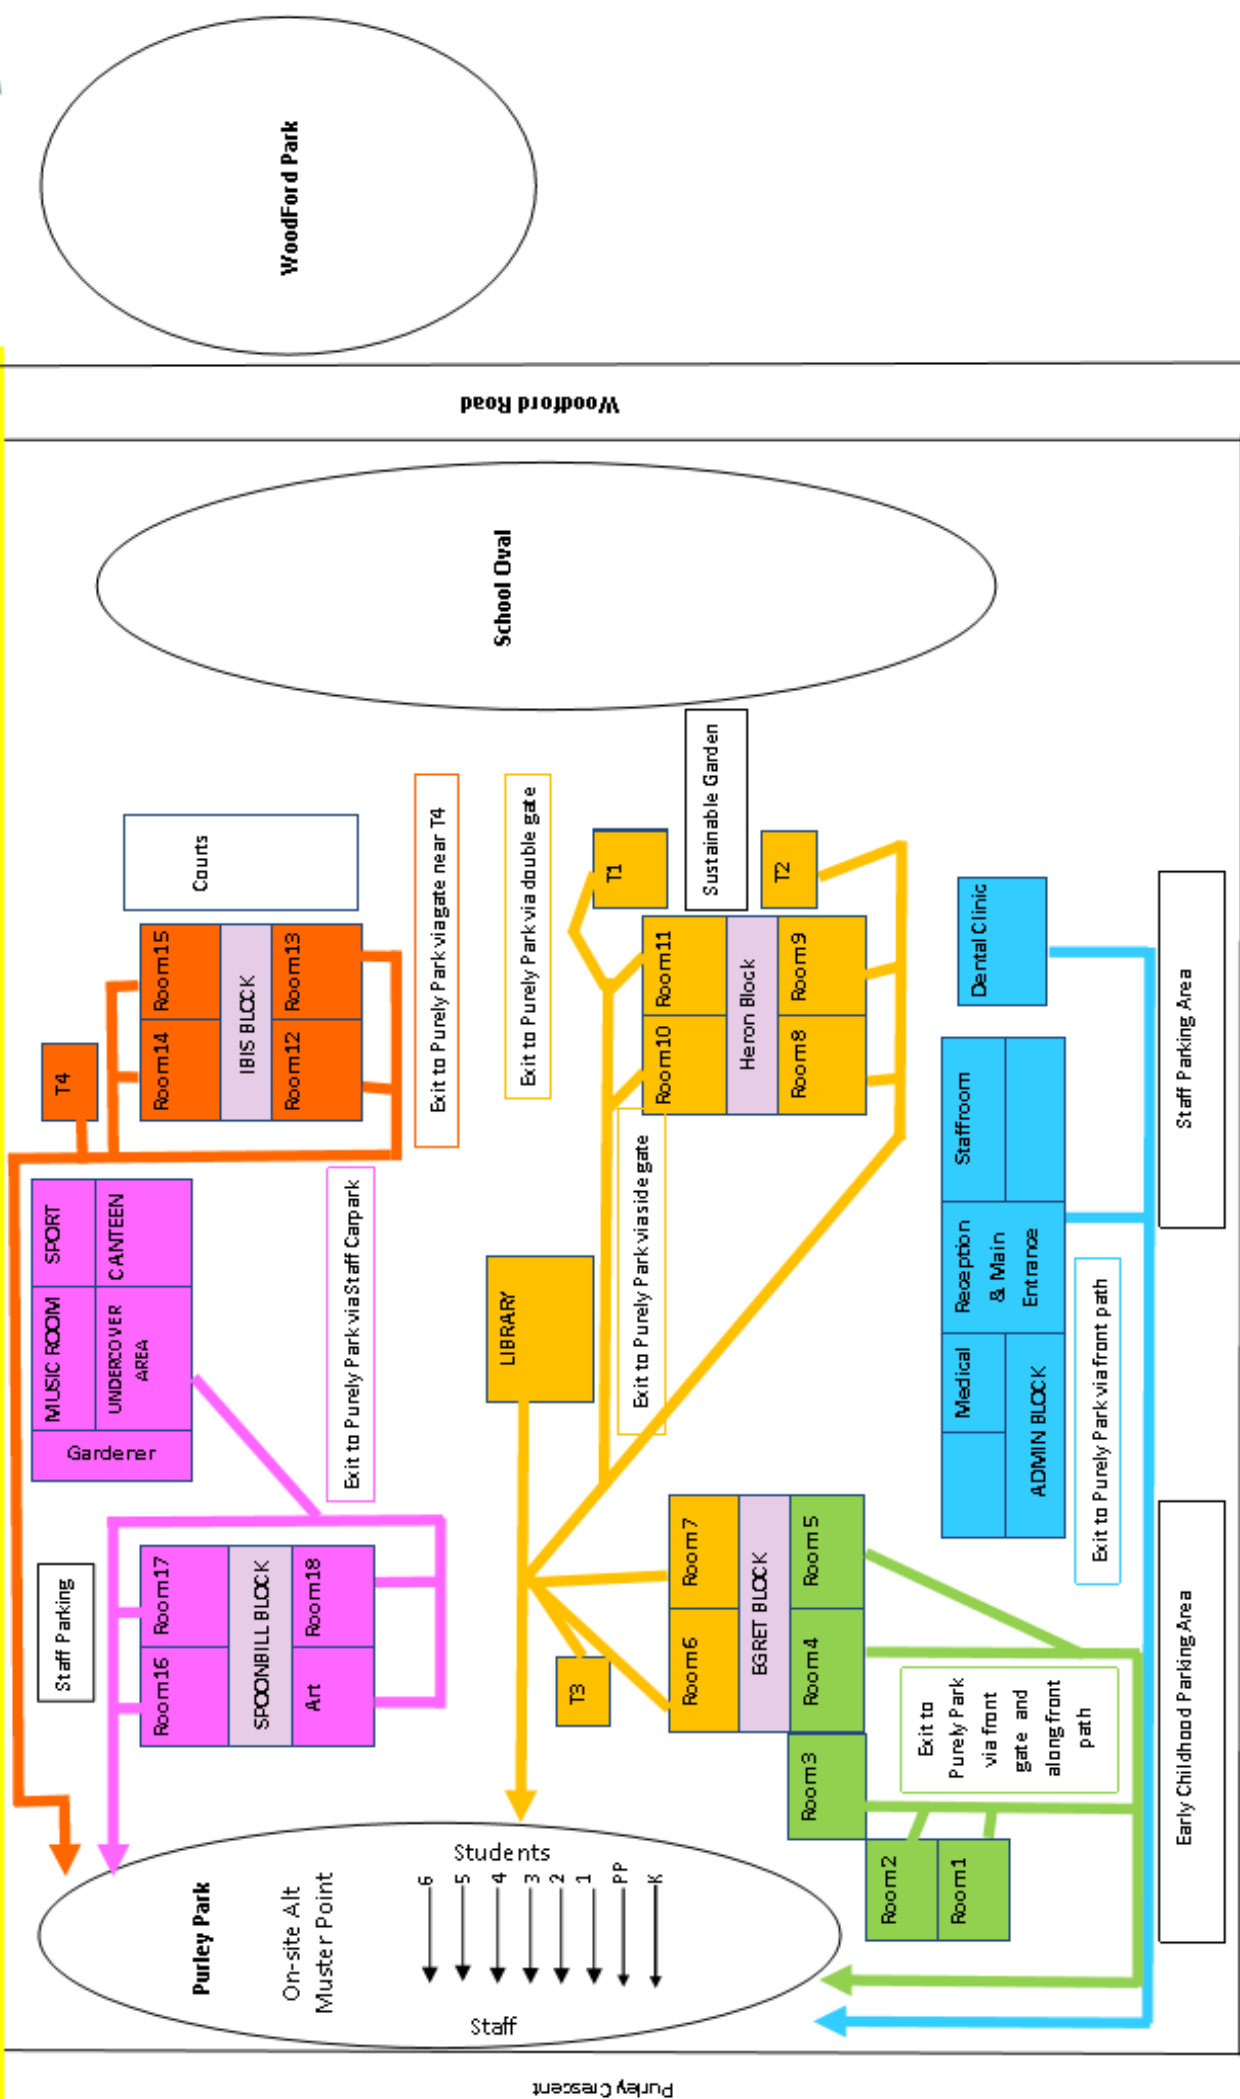 WoodFord Park
Woodford Road
School Oval
Courts
T4
Room14
Room15
IBIS BLOCK
Room12
Room13
Exit to Purely Park via gate near T4
Exit to Purely Park via double gate
T1
Sustainable Garden
T2
Room10
Room11
Heron Block
Room8
Room9
Dental Clinic
Staff Parking Area
MUSIC ROOM
SPORT
UNDERCOVER
AREA
CANTEEN
Gardener
Exit to Purely Park via Staff Carpark
LIBRARY
Exit to Purely Park via side gate
Medical
Reception
& Main
Entrance
Staffroom
ADMIN BLOCK
Exit to Purely Park via front path
Staff Parking
Room16
Room17
SPOONBILL BLOCK
Art
Room18
T3
Room6
Room7
EGRET BLOCK
Room4
Room5
Room3
Room2
Room1
Exit to
Purely Park
via front
gate and
along front
path
Early Childhood Parking Area
Purley Park
On-site Alt
Muster Point
Students
6
5
4
3
2
1
PP
K
Staff
Purley Crescent